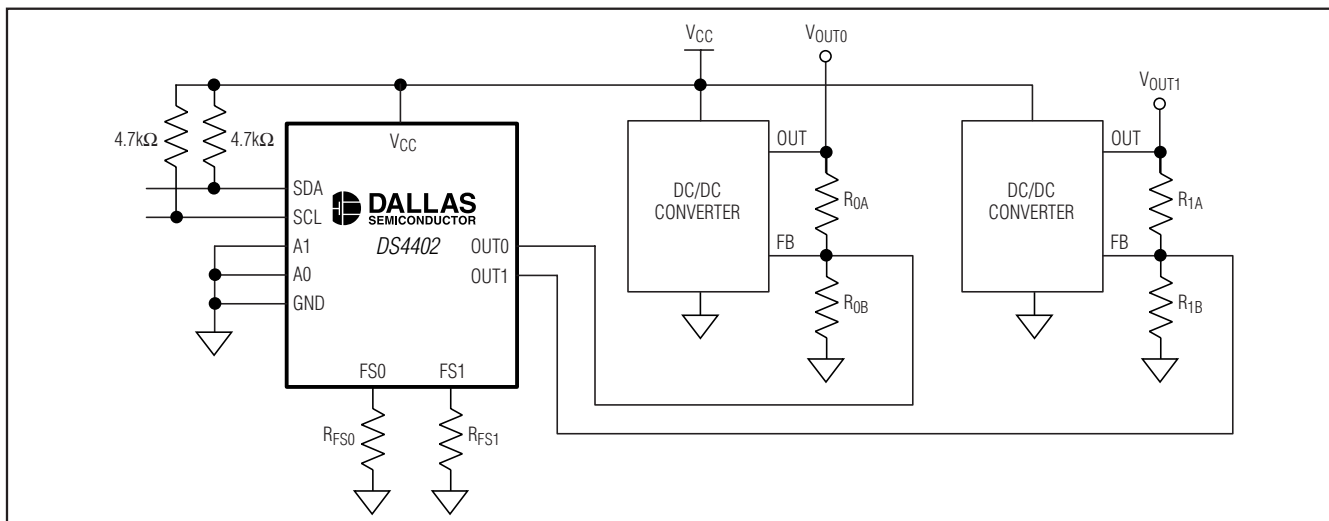 VCC VOUT0
VOUT1
4.7kΩ 4.7kΩ
VCC
SDA
SCL
A1
A0
GND
DALLAS
SEMICONDUCTOR
DS4402
OUT0
OUT1
FS0 FS1
RFS0 RFS1
DC/DC
CONVERTER
OUT
FB
R0A
R0B
DC/DC
CONVERTER
OUT
FB
R1A
R1B